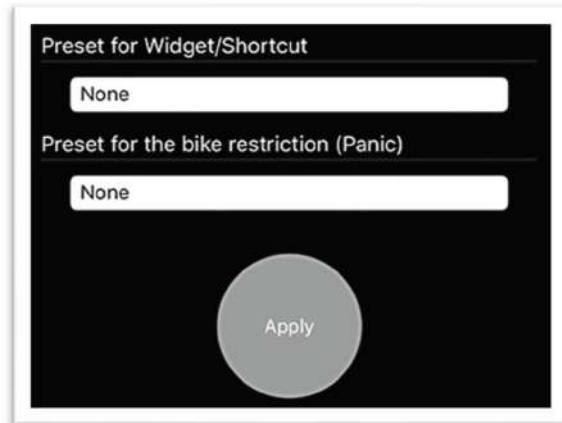 Preset for Widget/Shortcut
None
Preset for the bike restriction (Panic)
None
Apply